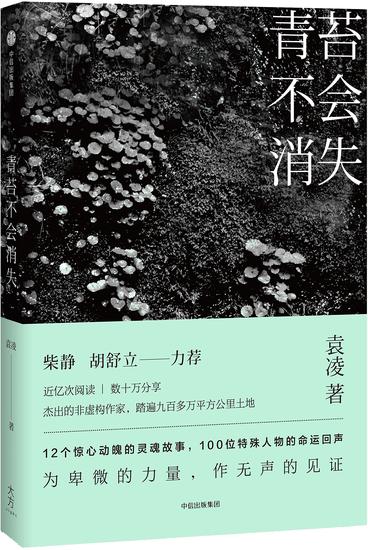 青苔
不会
消失
柴静 胡舒立——力荐
近亿次阅读｜数十万分享
杰出的非虚构作家，踏遍九百多万平方公里土地
袁凌 著
12个惊心动魄的灵魂故事，100位特殊人物的命运回声
为卑微的力量，作无声的见证
中信出版集团
中信出版集团
青苔不会消失
袁凌
著
大方